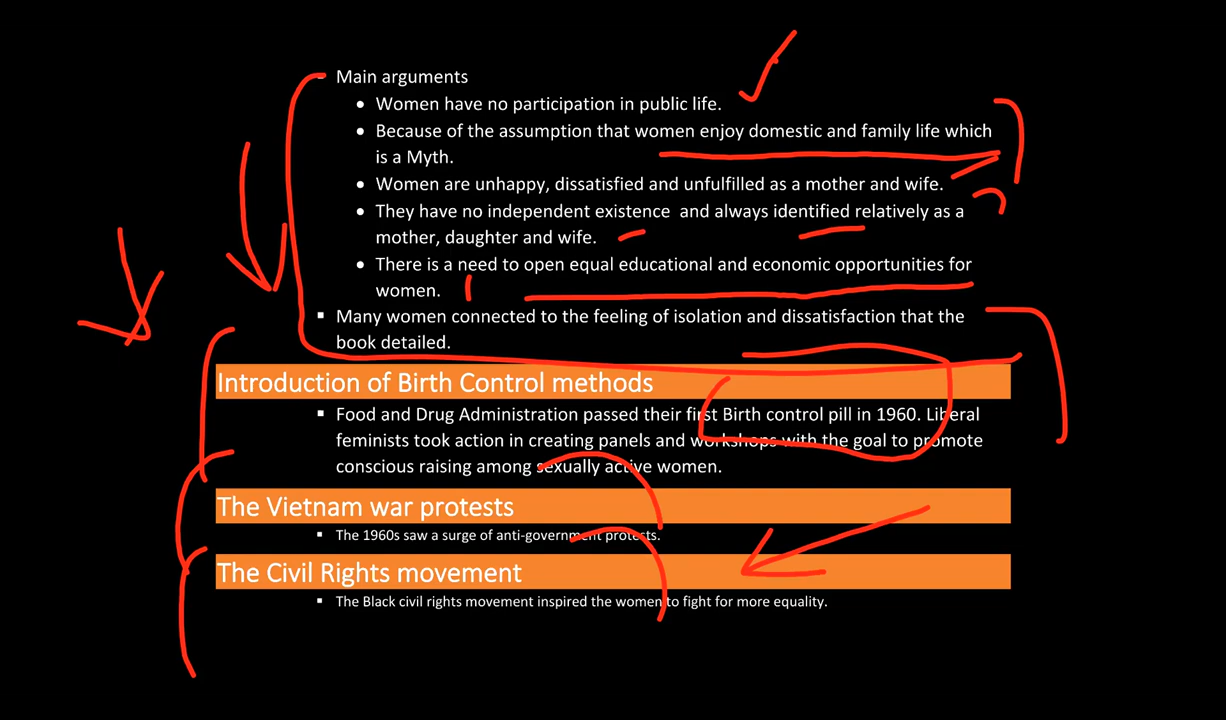 Main arguments
Women have no participation in public life.
Because of the assumption that women enjoy domestic and family life which
is a Myth.
Women are unhappy, dissatisfied and unfulfilled as a mother and wife.
They have no independent existence and always identified relatively as a
mother, daughter and wife.
There is a need to open equal educational and economic opportunities for
women.
Many women connected to the feeling of isolation and dissatisfaction that the
book detailed.
Introduction of Birth Control methods
Food and Drug Administration passed their first Birth control pill in 1960. Liberal
feminists took action in creating panels and workshops with the goal to promote
conscious raising among sexually active women.
The Vietnam war protests
The 1960s saw a surge of anti-government protests.
The Civil Rights movement
The Black civil rights movement inspired the women to fight for more equality.